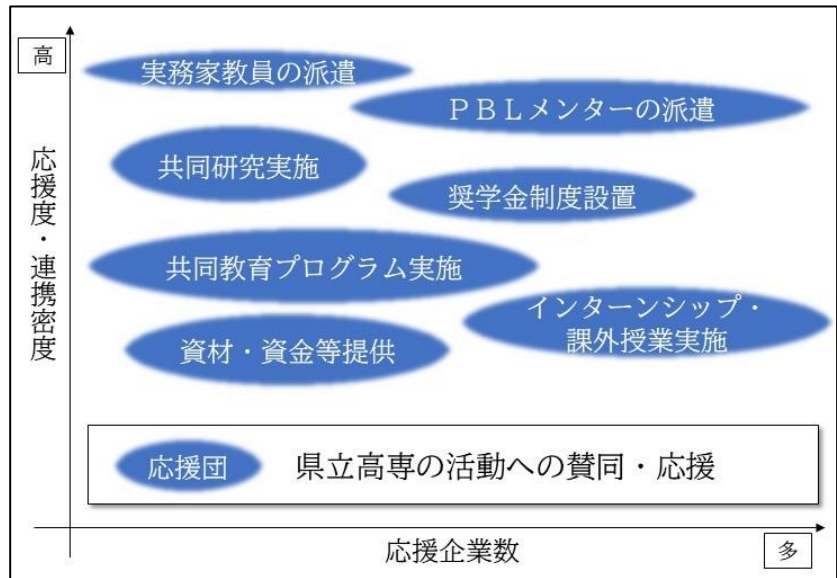 高
実務家教員の派遣
ＰＢＬメンターの派遣
共同研究実施
奨学金制度設置
共同教育プログラム実施
インターンシップ・
課外授業実施
資材・資金等提供
応援度・連携密度
応援団
県立高専の活動への賛同・応援
応援企業数
多